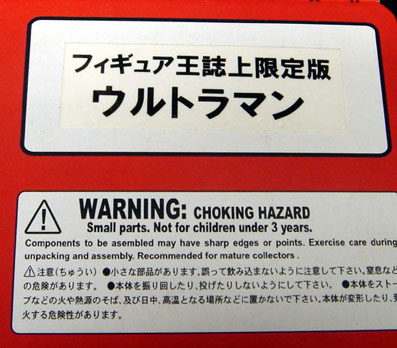 フィギュア王誌上限定版
ウルトラマン
WARNING: CHOKING HAZARD
Small parts. Not for children under 3 years.
Components to be asembled may have sharp edges or points. Exercise care during
unpacking and assembly. Recommended for mature collectors .
注意(ちゅうい) ●小さな部品があります。誤って飲み込まないように注意して下さい。窒息など
の危険があります。 ●本体を振り回したり、投げたりしないようにして下さい。 ●本体をストー
ブなどの火や熱源のそば、及び日中、高温となる場所などに置かないで下さい。本体が変形したり、発
火する危険性があります。